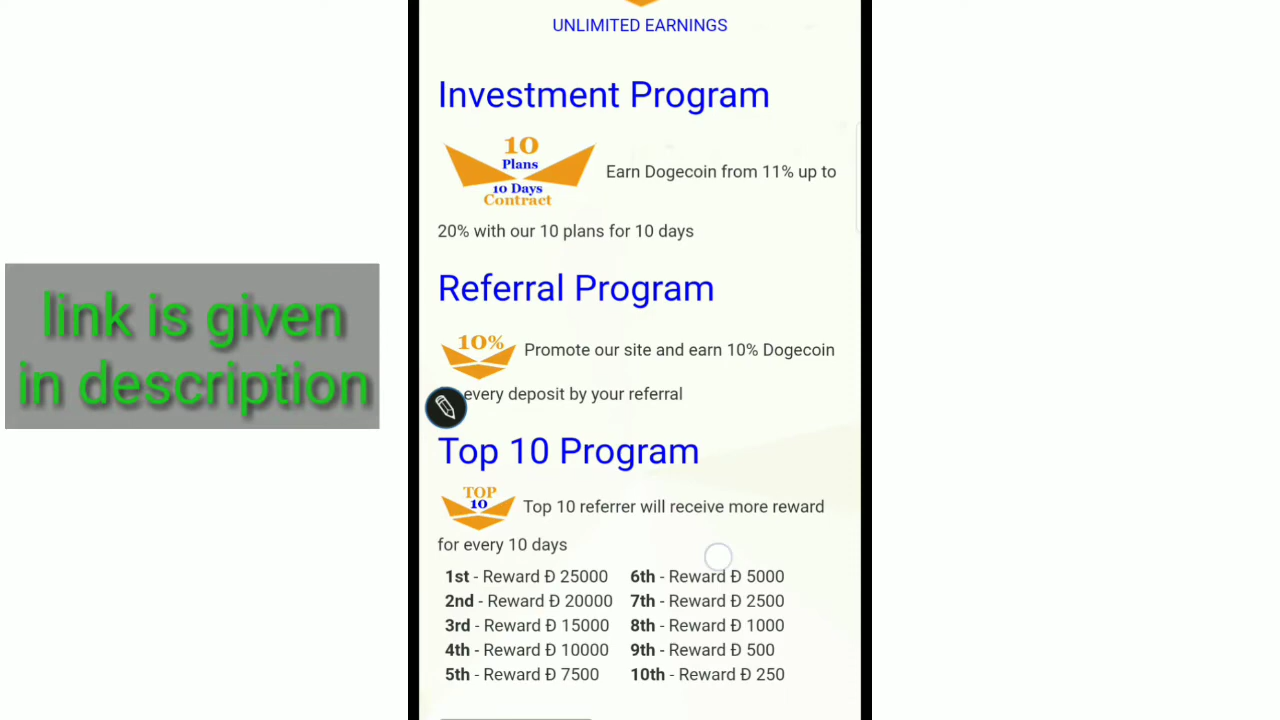 UNLIMITED EARNINGS
Investment Program
10
Plans
10 Days
Contract
Earn Dogecoin from 11% up to
20% with our 10 plans for 10 days
Referral Program
10%
Promote our site and earn 10% Dogecoin
every deposit by your referral
Top 10 Program
TOP
10
Top 10 referrer will receive more reward
for every 10 days
1st - Reward Ð 25000
2nd - Reward Ð 20000
3rd - Reward Ð 15000
4th - Reward Ð 10000
5th - Reward Ð 7500
6th - Reward Ð 5000
7th - Reward Ð 2500
8th - Reward Ð 1000
9th - Reward Ð 500
10th - Reward Ð 250
link is given
in description